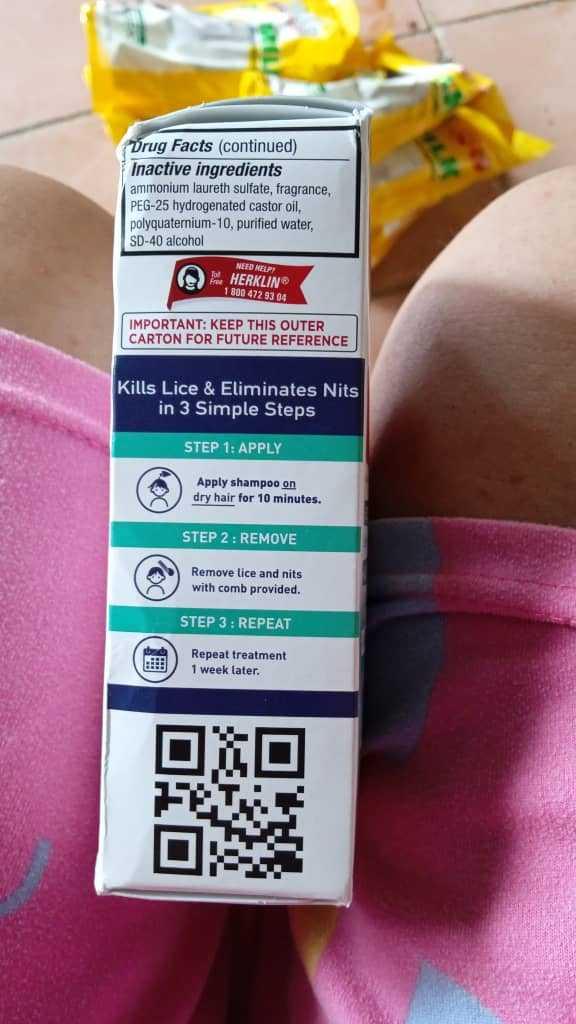 Drug Facts (continued)
Inactive ingredients
ammonium laureth sulfate, fragrance,
PEG-25 hydrogenated castor oil,
polyquaternium-10, purified water,
SD-40 alcohol
NEED HELP?
Toll Free HERKLIN®
1 800 472 93 04
IMPORTANT: KEEP THIS OUTER
CARTON FOR FUTURE REFERENCE
Kills Lice & Eliminates Nits
in 3 Simple Steps
STEP 1: APPLY
Apply shampoo on
dry hair for 10 minutes.
STEP 2 : REMOVE
Remove lice and nits
with comb provided.
STEP 3 : REPEAT
Repeat treatment
1 week later.